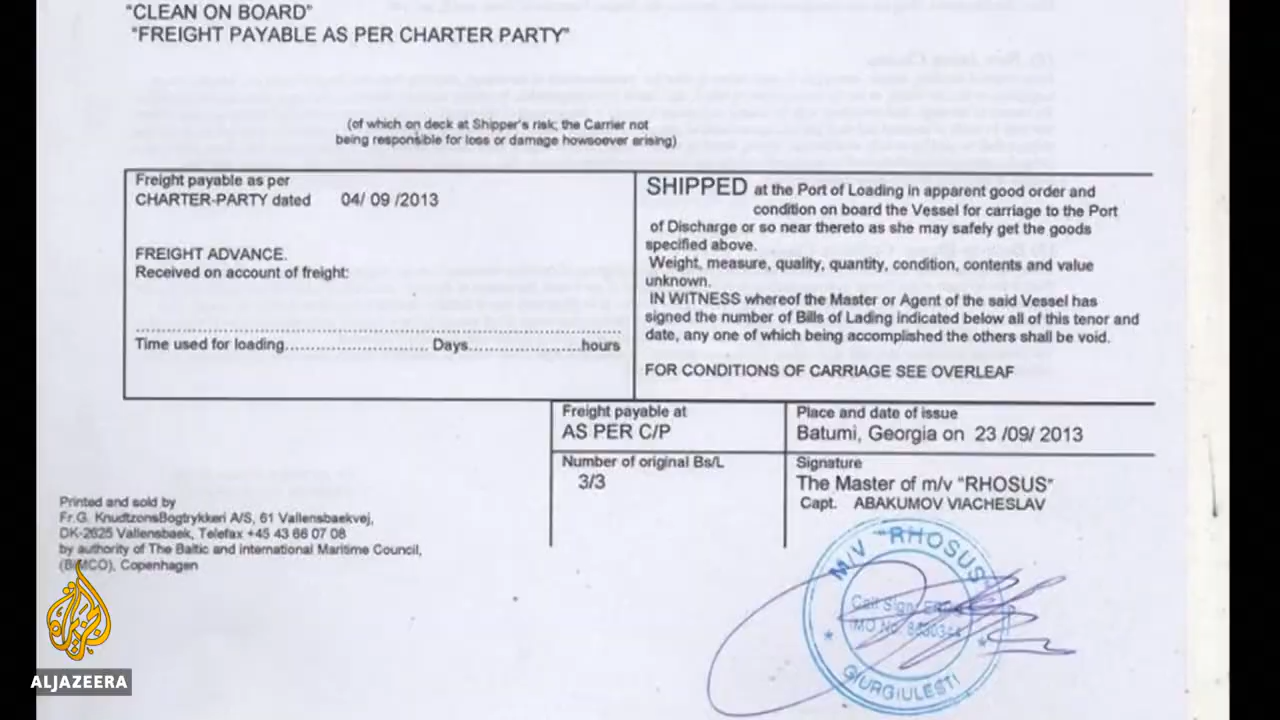 "CLEAN ON BOARD"
"FREIGHT PAYABLE AS PER CHARTER PARTY"
(of which on deck at Shipper's risk; the Carrier not
being responsible for loss or damage howsoever arising)
Freight payable as per
CHARTER-PARTY dated 04/ 09 /2013
FREIGHT ADVANCE.
Received on account of freight:
Time used for loading.............................. Days........................hours
SHIPPED at the Port of Loading in apparent good order and
condition on board the Vessel for carriage to the Port
of Discharge or so near thereto as she may safely get the goods
specified above.
Weight, measure, quality, quantity, condition, contents and value
unknown.
IN WITNESS whereof the Master or Agent of the said Vessel has
signed the number of Bills of Lading indicated below all of this tenor and
date, any one of which being accomplished the others shall be void.
FOR CONDITIONS OF CARRIAGE SEE OVERLEAF
Freight payable at
AS PER C/P
Place and date of issue
Batumi, Georgia on 23 /09/ 2013
Number of original Bs/L
3/3
Signature
The Master of m/v "RHOSUS"
Capt. ABAKUMOV VIACHESLAV
Printed and sold by
Fr.G. KnudtzonsBogtrykkeri A/S, 61 Vallensbaekvej,
DK-2625 Vallensbaek, Telefax +45 43 66 07 08
by authority of The Baltic and international Maritime Council,
(BIMCO), Copenhagen
M/V "RHOSUS"
Call Sign:
IMO No.
GIURGIULESTI
الجزيرة
ALJAZEERA